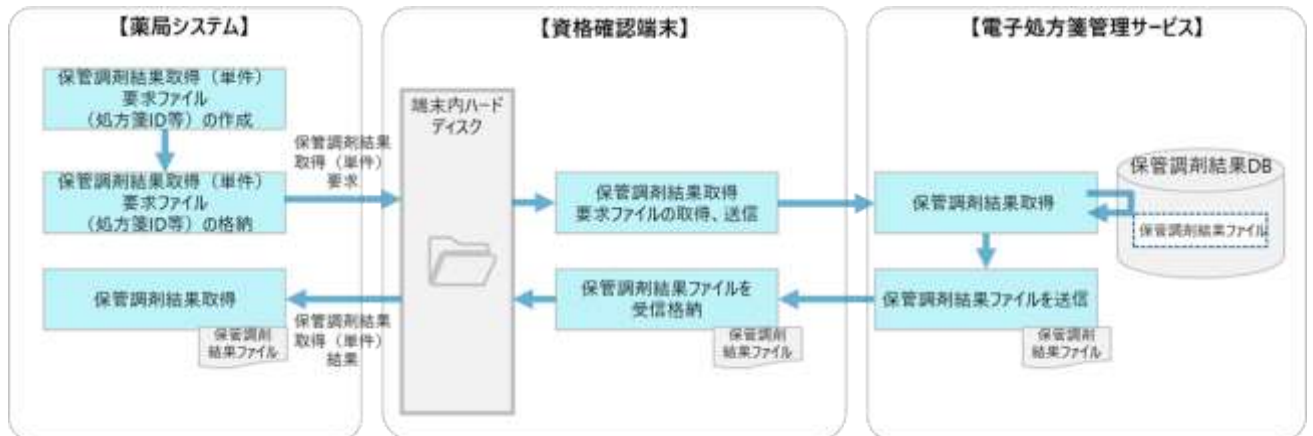 【薬局システム】
保管調剤結果取得（単件）
要求ファイル
（処方箋ID等）の作成
保管調剤結果取得（単件）
要求ファイル
（処方箋ID等）の格納
保管調剤結果
取得（単件）
要求
保管調剤結果取得
保管調剤
結果ファイル
保管調剤結果
取得（単件）
結果
【資格確認端末】
端末内ハード
ディスク
保管調剤結果取得
要求ファイルの取得、送信
保管調剤結果ファイルを
受信格納
保管調剤
結果ファイル
【電子処方箋管理サービス】
保管調剤結果取得
保管調剤結果DB
保管調剤結果ファイル
保管調剤結果ファイルを送信
保管調剤
結果ファイル